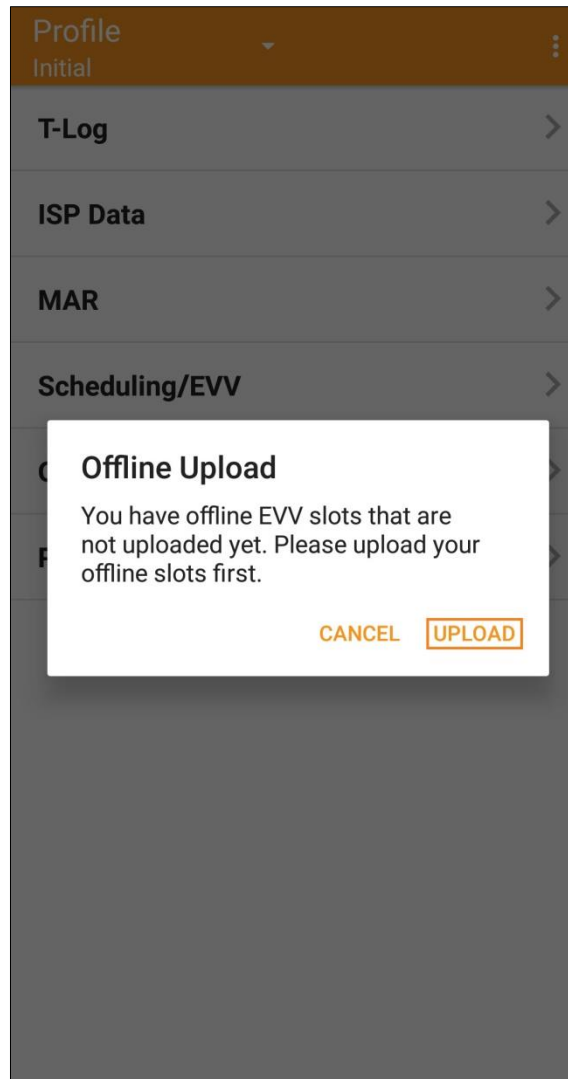 Profile
Initial
T-Log
ISP Data
MAR
Scheduling/EVV
Offline Upload
You have offline EVV slots that are
not uploaded yet. Please upload your
offline slots first.
CANCEL UPLOAD